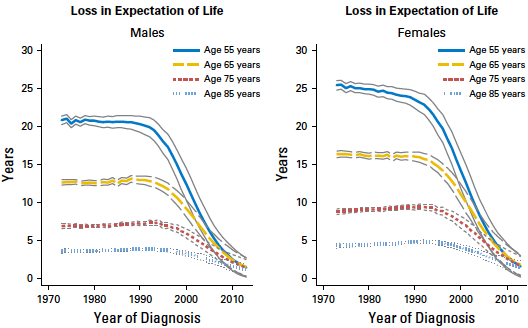 Loss in Expectation of Life
Males
Age 55 years
Age 65 years
Age 75 years
Age 85 years
30
25
20
15
10
5
0
Years
1970 1980 1990 2000 2010
Year of Diagnosis
Loss in Expectation of Life
Females
Age 55 years
Age 65 years
Age 75 years
Age 85 years
30
25
20
15
10
5
0
Years
1970 1980 1990 2000 2010
Year of Diagnosis